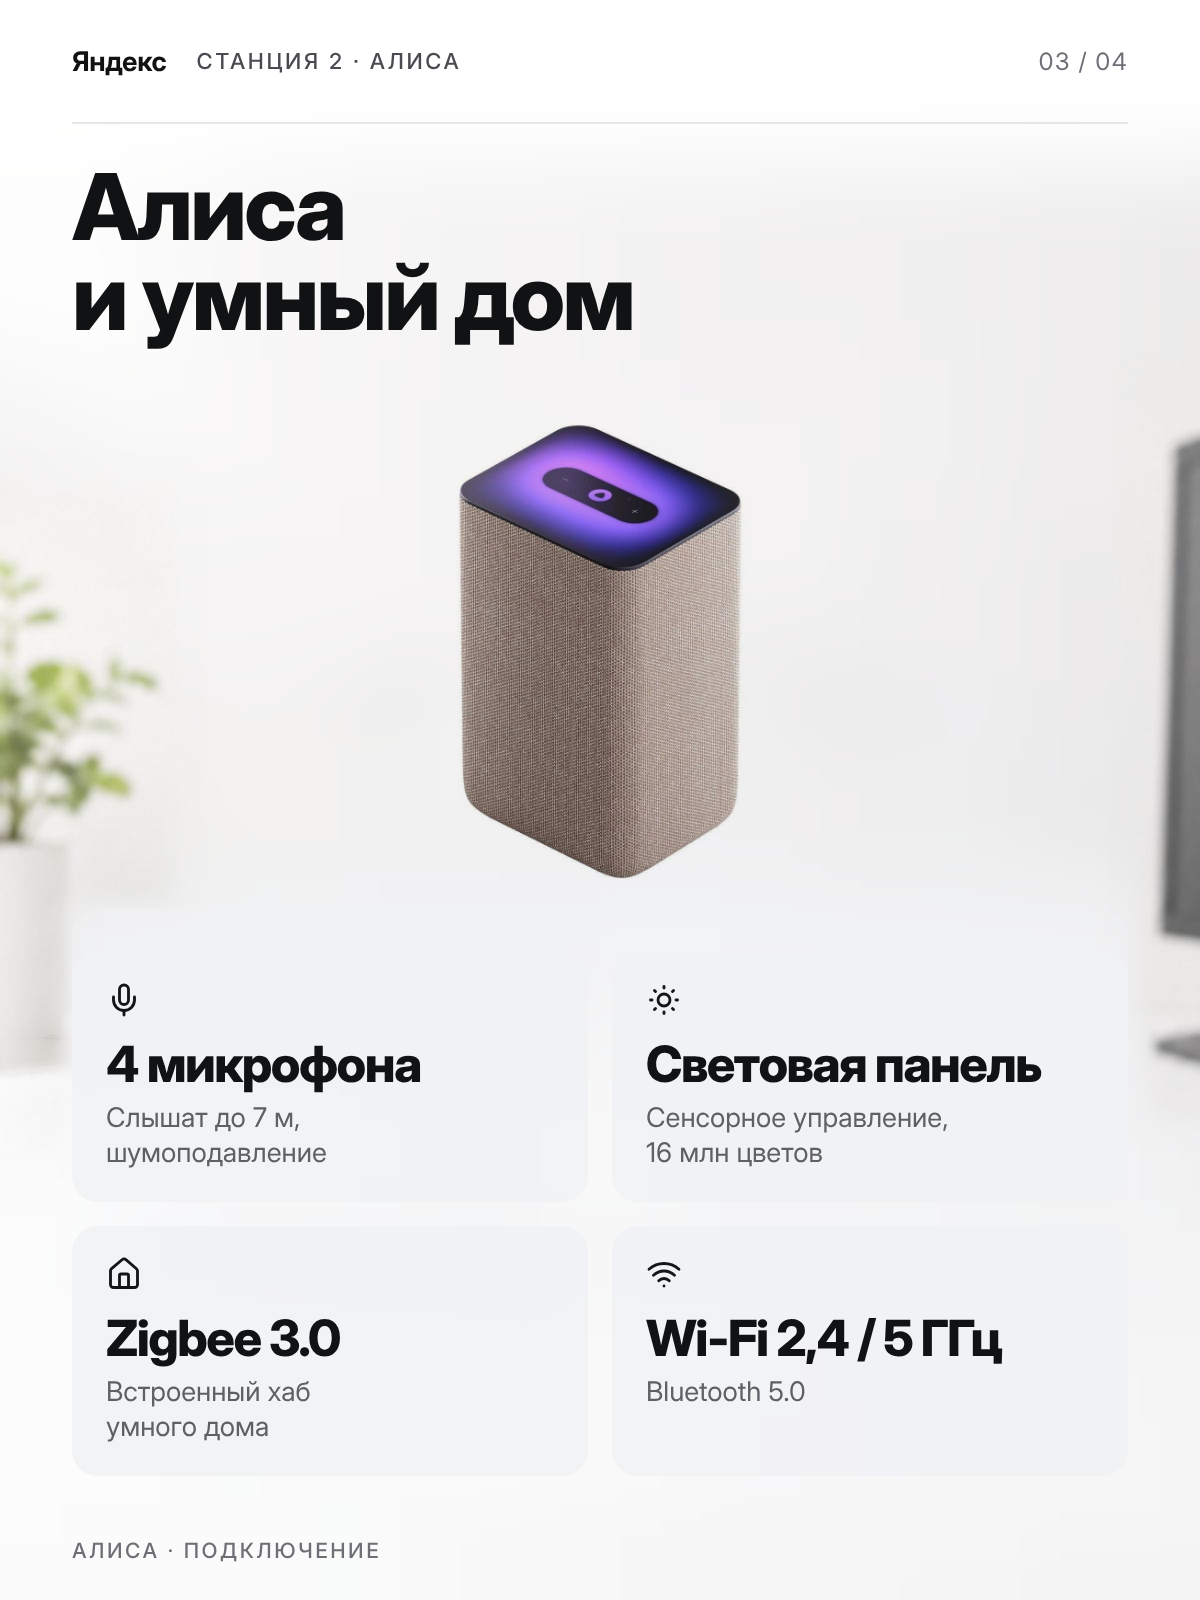 Яндекс СТАНЦИЯ 2 · АЛИСА 03 / 04
Алиса
и умный дом
4 микрофона
Слышат до 7 м,
шумоподавление
Световая панель
Сенсорное управление,
16 млн цветов
Zigbee 3.0
Встроенный хаб
умного дома
Wi-Fi 2,4 / 5 ГГц
Bluetooth 5.0
АЛИСА · ПОДКЛЮЧЕНИЕ